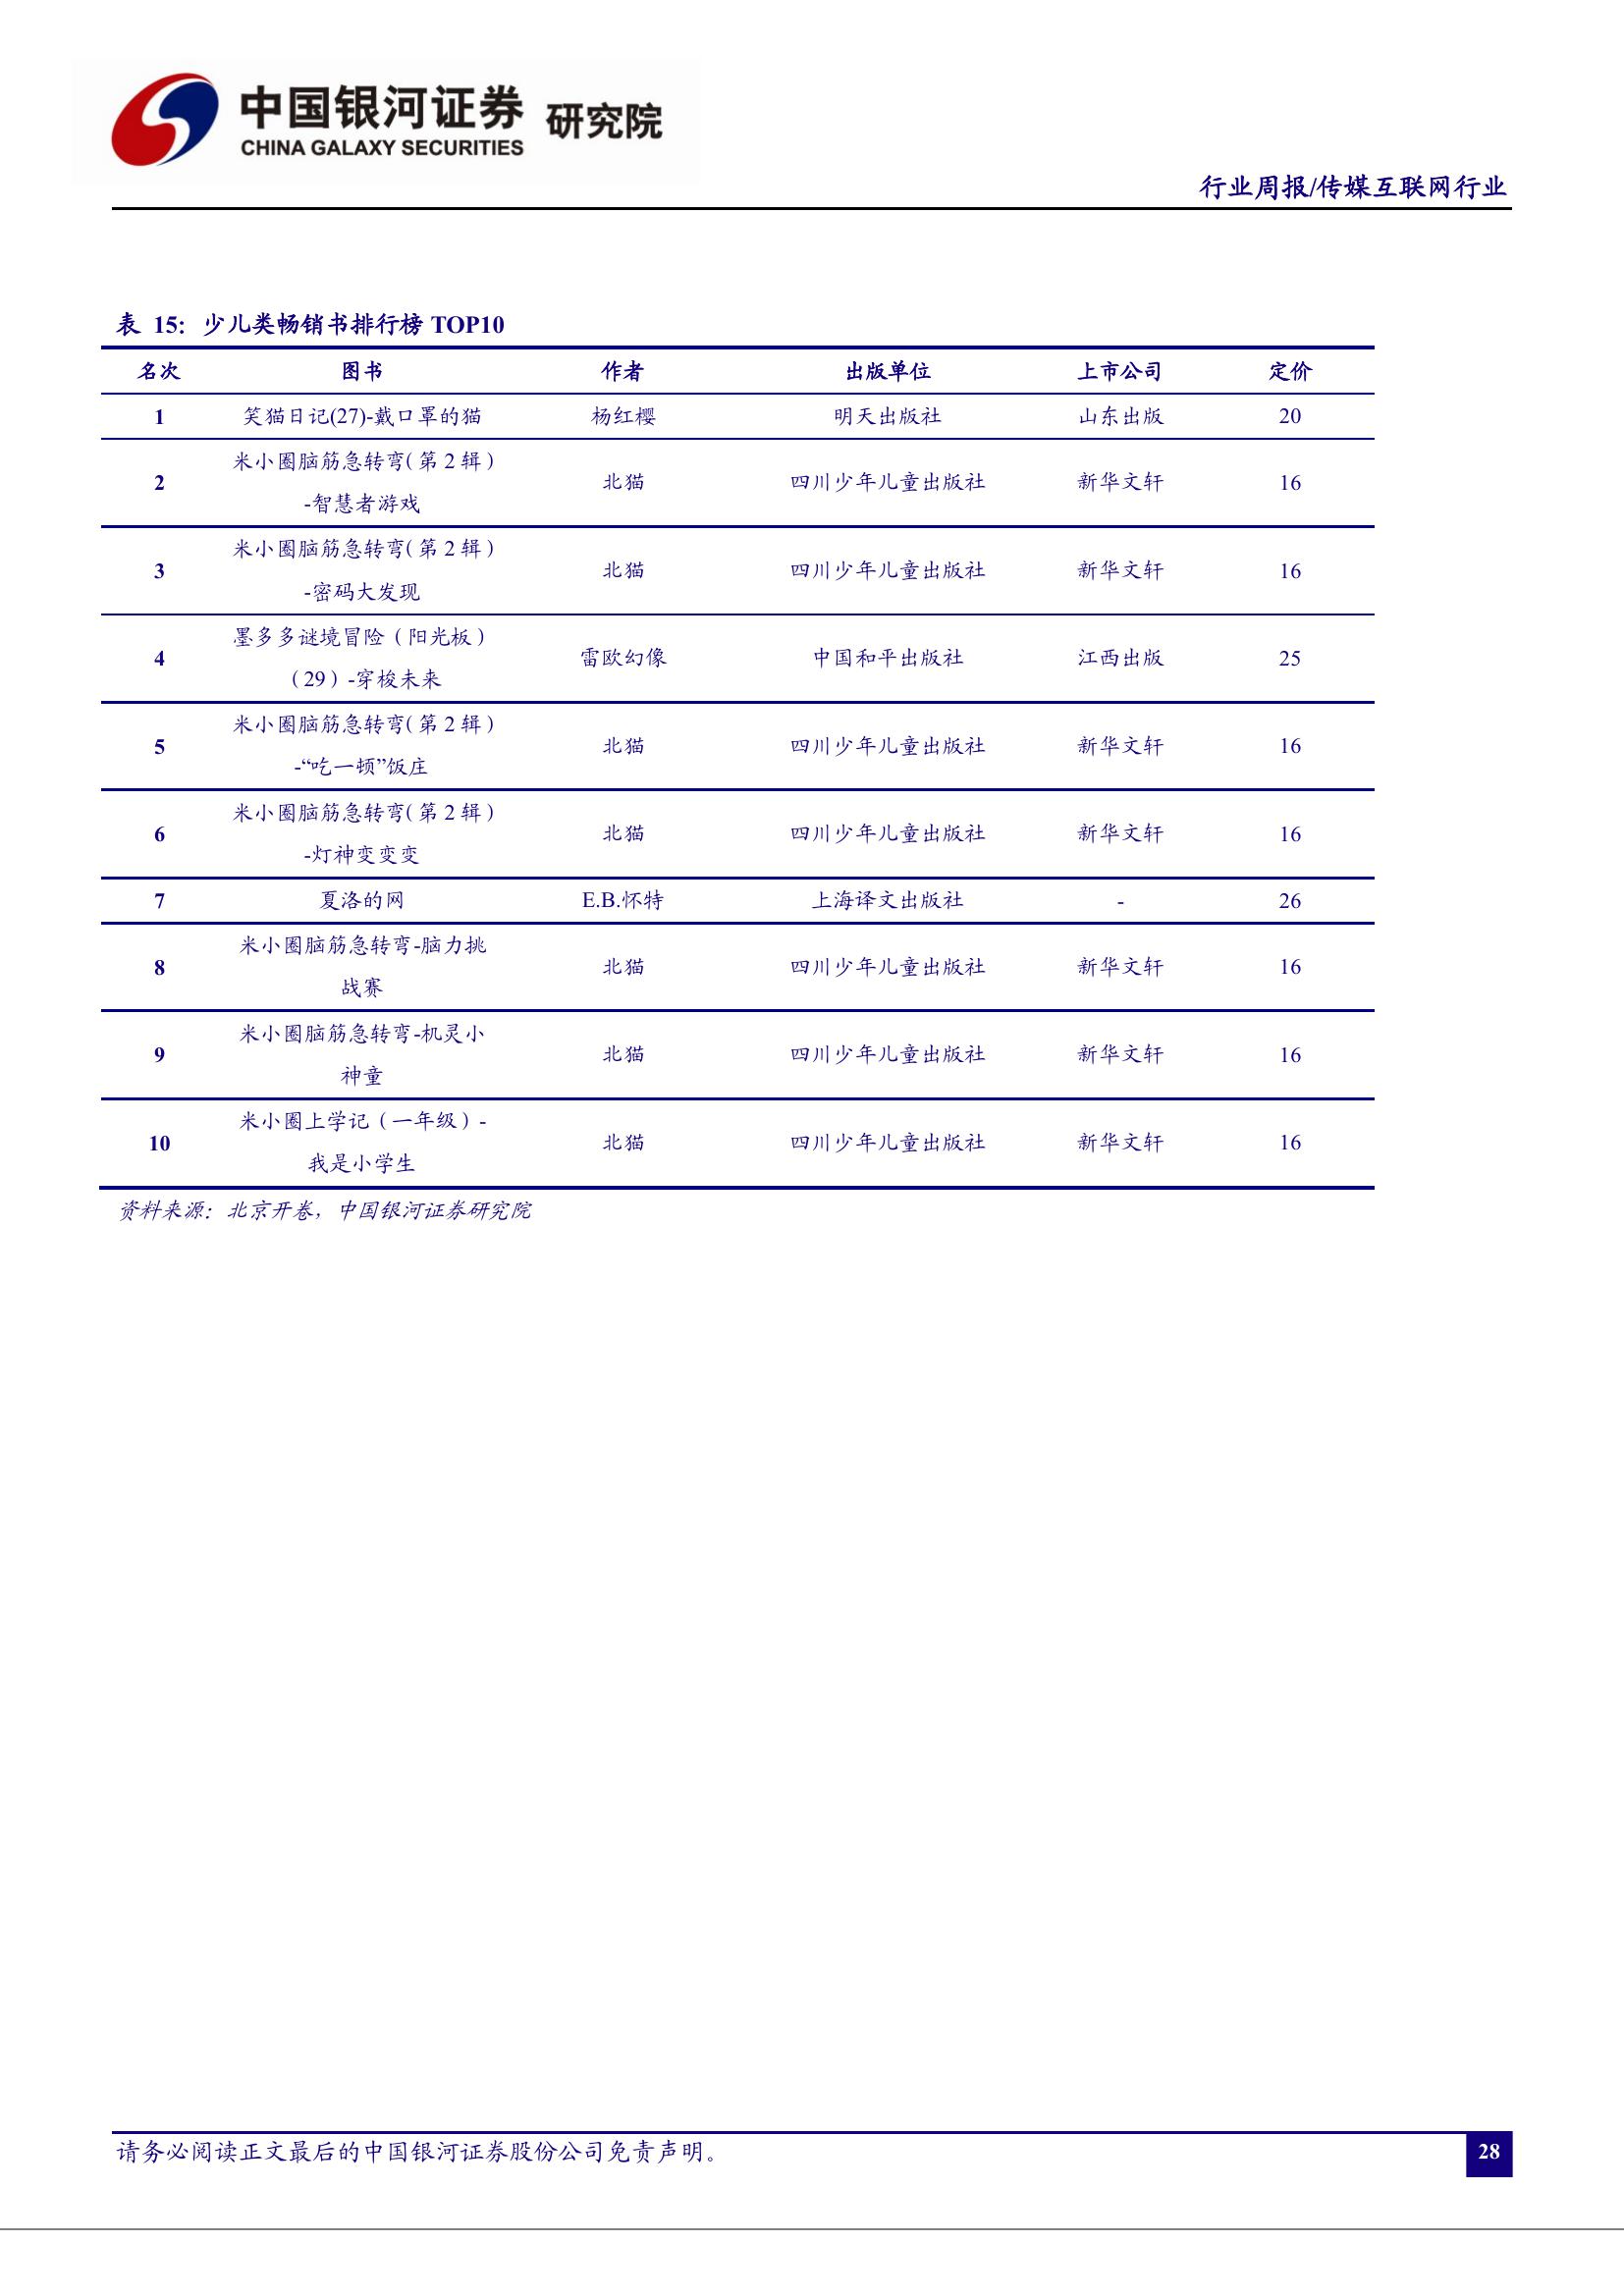 中国银河证券 研究院
CHINA GALAXY SECURITIES
行业周报/传媒互联网行业
表 15: 少儿类畅销书排行榜 TOP10
名次 图书 作者 出版单位 上市公司 定价
1 笑猫日记(27)-戴口罩的猫 杨红樱 明天出版社 山东出版 20
米小圈脑筋急转弯(第 2 辑)
2 北猫 四川少年儿童出版社 新华文轩 16
-智慧者游戏
米小圈脑筋急转弯(第 2 辑)
3 北猫 四川少年儿童出版社 新华文轩 16
-密码大发现
墨多多谜境冒险（阳光板）
4 雷欧幻像 中国和平出版社 江西出版 25
（29）-穿梭未来
米小圈脑筋急转弯(第 2 辑)
5 北猫 四川少年儿童出版社 新华文轩 16
-“吃一顿”饭庄
米小圈脑筋急转弯(第 2 辑)
6 北猫 四川少年儿童出版社 新华文轩 16
-灯神变变变
7 夏洛的网 E.B.怀特 上海译文出版社 - 26
米小圈脑筋急转弯-脑力挑
8 北猫 四川少年儿童出版社 新华文轩 16
战赛
米小圈脑筋急转弯-机灵小
9 北猫 四川少年儿童出版社 新华文轩 16
神童
米小圈上学记（一年级）-
10 北猫 四川少年儿童出版社 新华文轩 16
我是小学生
资料来源：北京开卷，中国银河证券研究院
请务必阅读正文最后的中国银河证券股份公司免责声明。
28